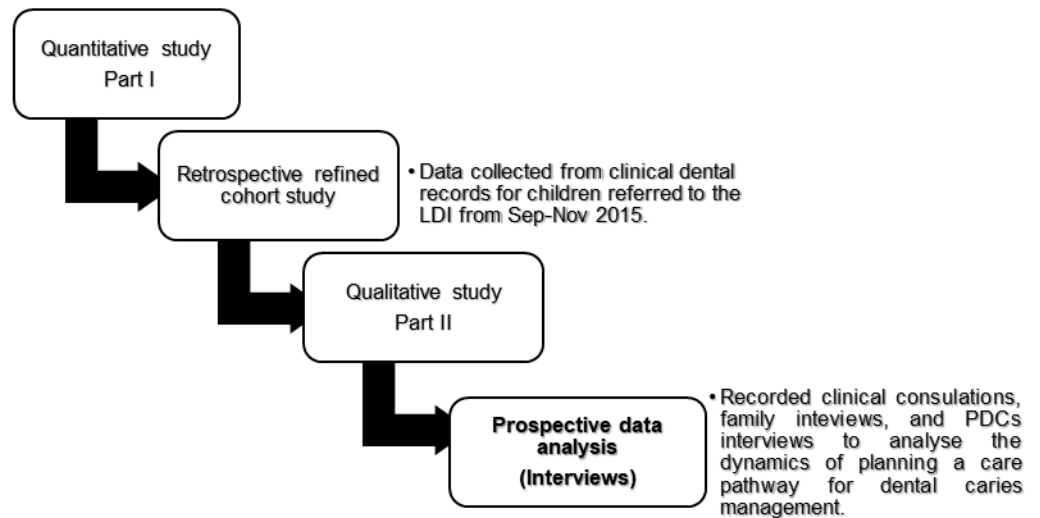 Quantitative study
Part I
Retrospective refined
cohort study
• Data collected from clinical dental
records for children referred to the
LDI from Sep-Nov 2015.
Qualitative study
Part II
Prospective data
analysis
(Interviews)
• Recorded clinical consulations,
family inteviews, and PDCs
interviews to analyse the
dynamics of planning a care
pathway for dental caries
management.